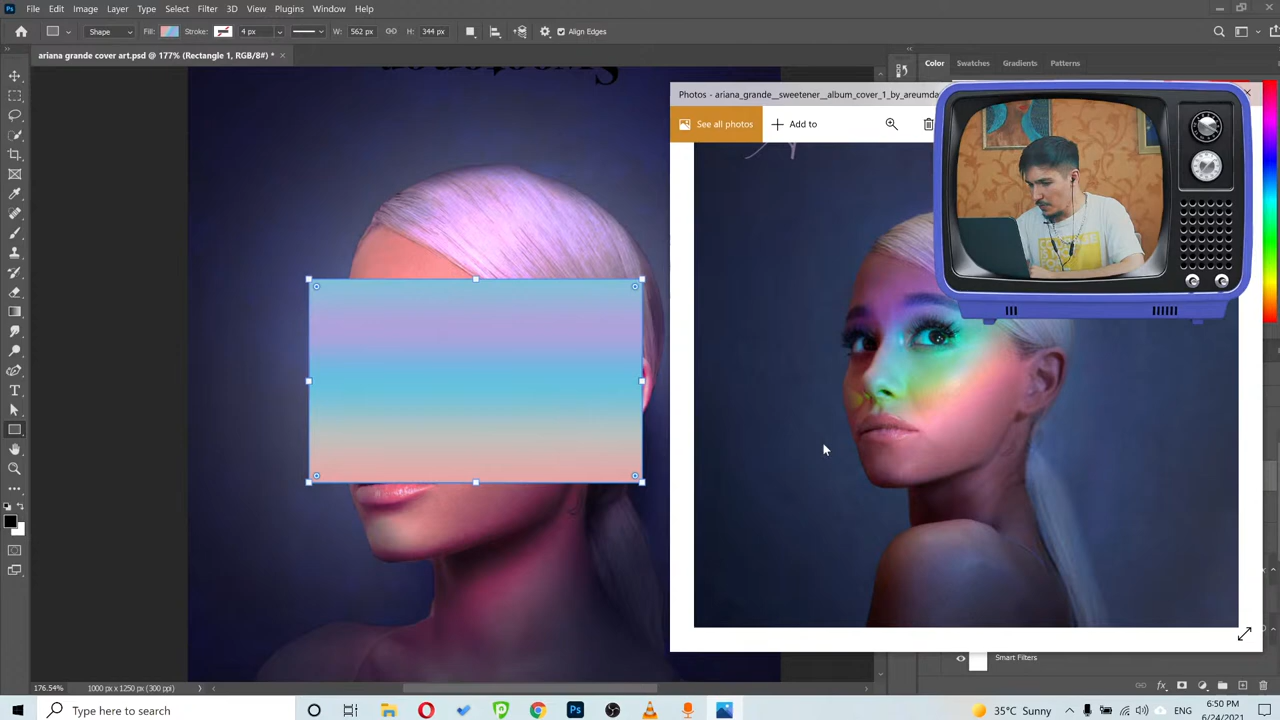 Ps File Edit Image Layer Type Select Filter 3D View Plugins Window Help
Shape Fill: Stroke: 4 px W: 562 px H: 344 px Align Edges
ariana grande cover art.psd @ 177% (Rectangle 1, RGB/8#) * ×
Color Swatches Gradients Patterns
Sweetener
Photos - ariana_grande__sweetener__album_cover_1_by_areumda
See all photos Add to
Smart Filters
176.54% 1000 px x 1250 px (300 ppi)
Type here to search
Ps
35°C Sunny ENG 6:50 PM
6/24/2021